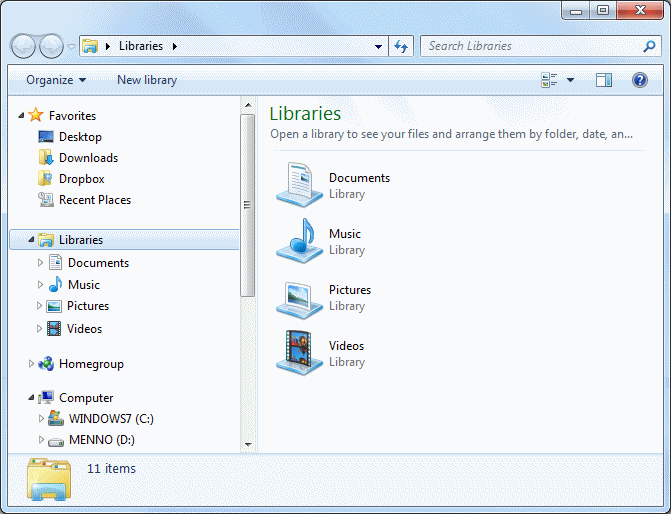 Libraries
Search Libraries
Organize
New library
Favorites
Desktop
Downloads
Dropbox
Recent Places
Libraries
Documents
Music
Pictures
Videos
Homegroup
Computer
WINDOWS7 (C:)
MENNO (D:)
Libraries
Open a library to see your files and arrange them by folder, date, an...
Documents
Library
Music
Library
Pictures
Library
Videos
Library
11 items